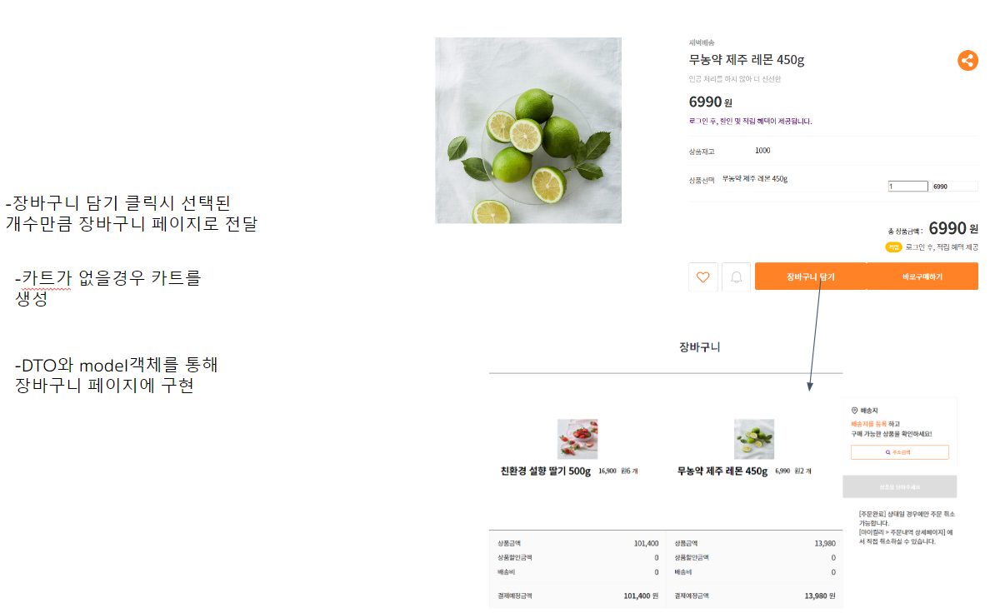 -장바구니 담기 클릭시 선택된
개수만큼 장바구니 페이지로 전달
-카트가 없을경우 카트를
생성
-DTO와 model객체를 통해
장바구니 페이지에 구현
새벽배송
무농약 제주 레몬 450g
인공 처리를 하지 않아 더 신선한
6990 원
로그인 후, 할인 및 적립 혜택이 제공됩니다.
상품재고 1000
상품선택 무농약 제주 레몬 450g
1 6990
총 상품금액 : 6990 원
적립 로그인 후, 적립 혜택 제공
장바구니 담기 바로구매하기
장바구니
친환경 설향 딸기 500g 16,900 원6 개
무농약 제주 레몬 450g 6,990 원2 개
배송지
배송지를 등록 하고
구매 가능한 상품을 확인하세요!
주소검색
상품을 담아주세요
[주문완료] 상태일 경우에만 주문 취소
가능합니다.
[마이컬리 > 주문내역 상세페이지] 에
서 직접 취소하실 수 있습니다.
상품금액 101,400
상품할인금액 0
배송비 0
결제예정금액 101,400 원
상품금액 13,980
상품할인금액 0
배송비 0
결제예정금액 13,980 원